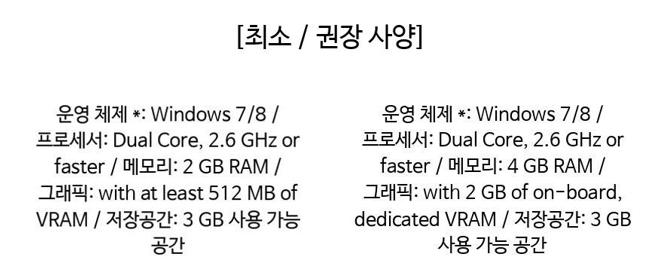 [최소 / 권장 사양]
운영 체제 *: Windows 7/8 /
프로세서: Dual Core, 2.6 GHz or
faster / 메모리: 2 GB RAM /
그래픽: with at least 512 MB of
VRAM / 저장공간: 3 GB 사용 가능
공간
운영 체제 *: Windows 7/8 /
프로세서: Dual Core, 2.6 GHz or
faster / 메모리: 4 GB RAM /
그래픽: with 2 GB of on-board,
dedicated VRAM / 저장공간: 3 GB
사용 가능 공간